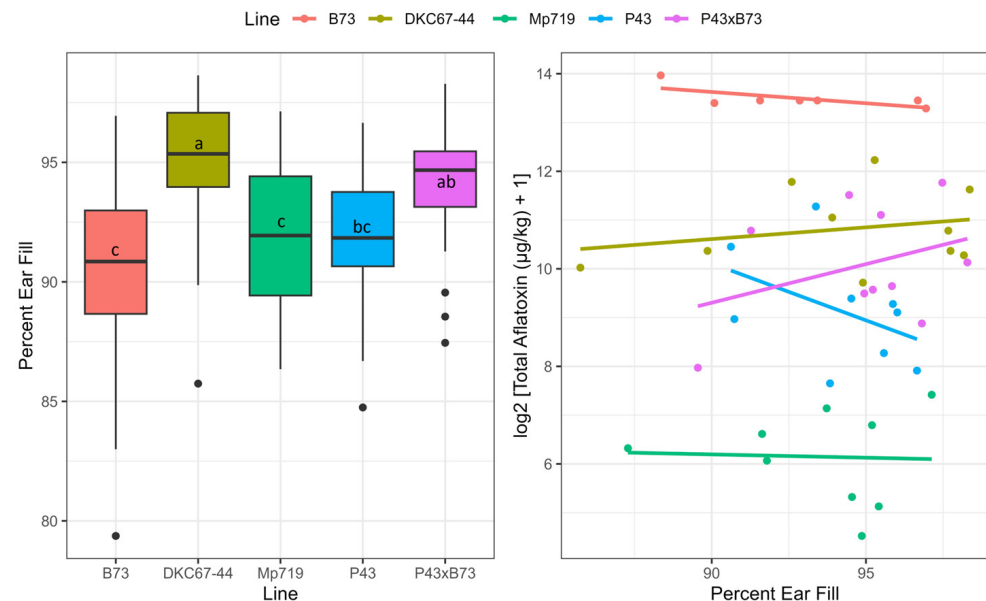 Line B73 DKC67-44 Mp719 P43 P43xB73
Percent Ear Fill
95
90
85
80
a
ab
c
c
bc
B73 DKC67-44 Mp719 P43 P43xB73
Line
log2 [Total Aflatoxin (µg/kg) + 1]
14
12
10
8
6
90 95
Percent Ear Fill